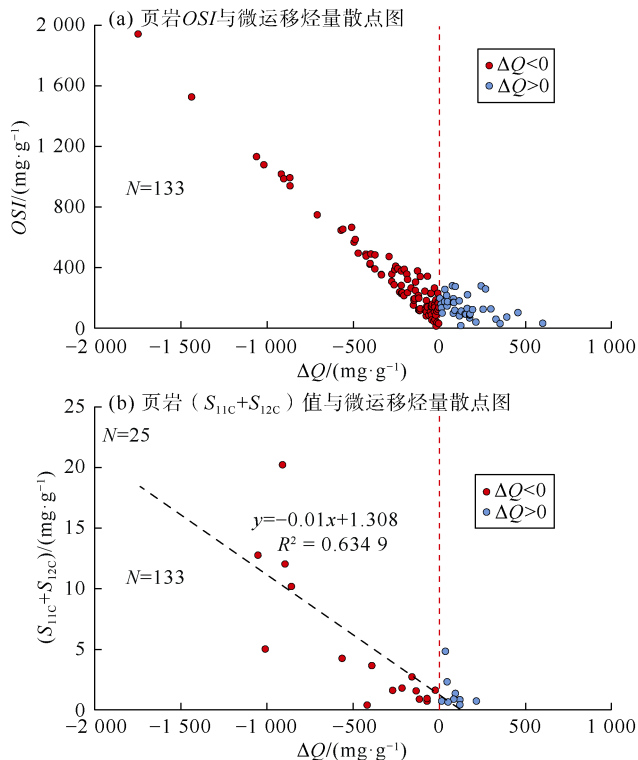 (a) 页岩OSI与微运移烃量散点图
2 000
1 600
1 200
800
400
0
OSI/(mg·g⁻¹)
ΔQ<0
ΔQ>0
N=133
−2 000 −1 500 −1 000 −500 0 500 1 000
ΔQ/(mg·g⁻¹)
(b) 页岩（S₁₁C+S₁₂C）值与微运移烃量散点图
25
20
15
10
5
0
(S₁₁C+S₁₂C)/(mg·g⁻¹)
N=25
ΔQ<0
ΔQ>0
y=−0.01x+1.308
R² = 0.634 9
N=133
−2 000 −1 500 −1 000 −500 0 500 1 000
ΔQ/(mg·g⁻¹)